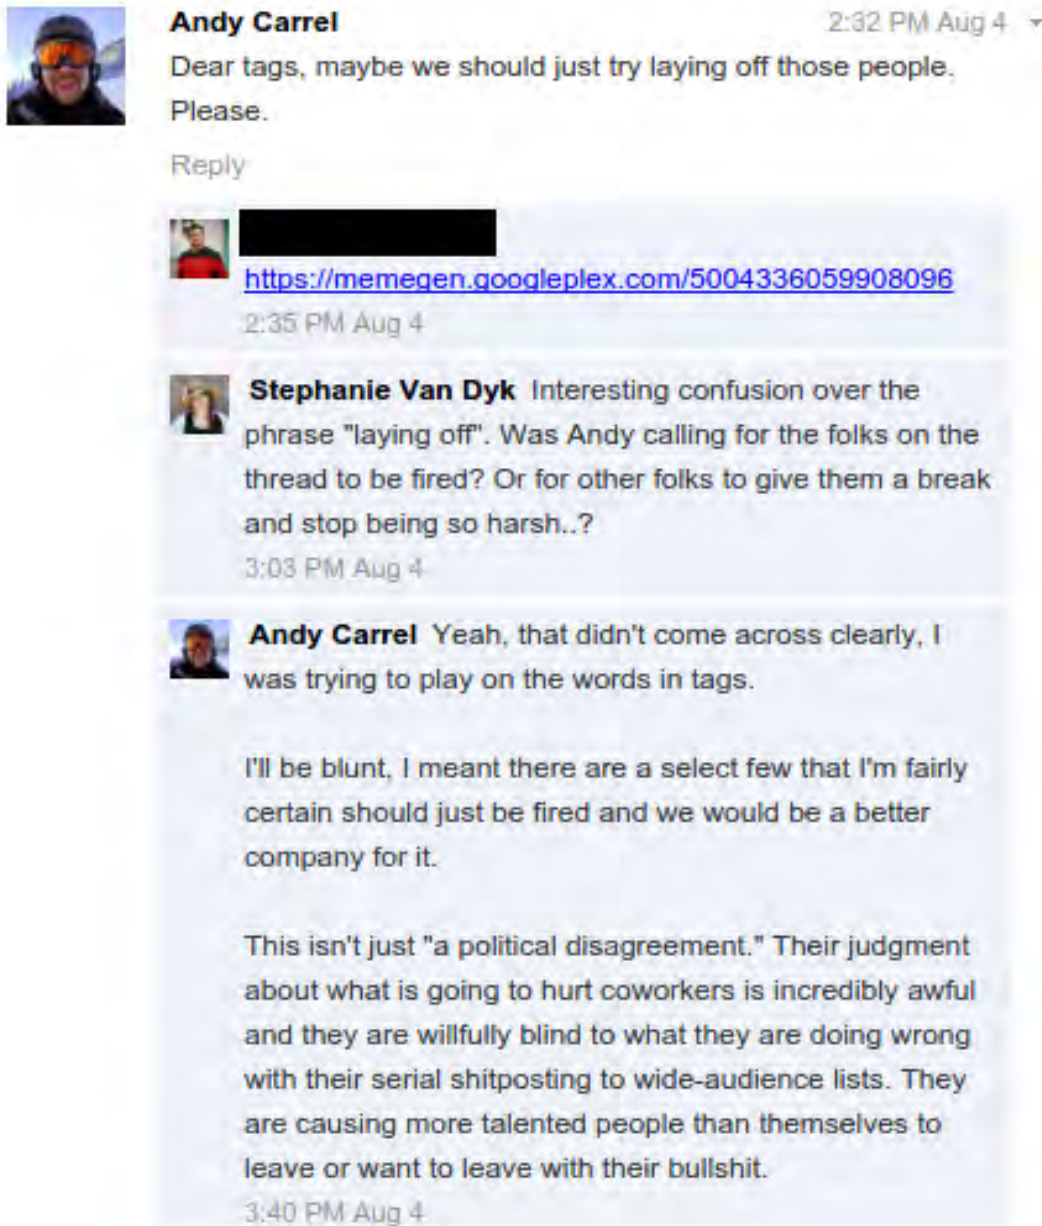 Andy Carrel 2:32 PM Aug 4
Dear tags, maybe we should just try laying off those people.
Please.
Reply
https://memegen.googleplex.com/5004336059908096
2:35 PM Aug 4
Stephanie Van Dyk Interesting confusion over the
phrase "laying off". Was Andy calling for the folks on the
thread to be fired? Or for other folks to give them a break
and stop being so harsh..?
3:03 PM Aug 4
Andy Carrel Yeah, that didn't come across clearly, I
was trying to play on the words in tags.
I'll be blunt, I meant there are a select few that I'm fairly
certain should just be fired and we would be a better
company for it.
This isn't just "a political disagreement." Their judgment
about what is going to hurt coworkers is incredibly awful
and they are willfully blind to what they are doing wrong
with their serial shitposting to wide-audience lists. They
are causing more talented people than themselves to
leave or want to leave with their bullshit.
3:40 PM Aug 4